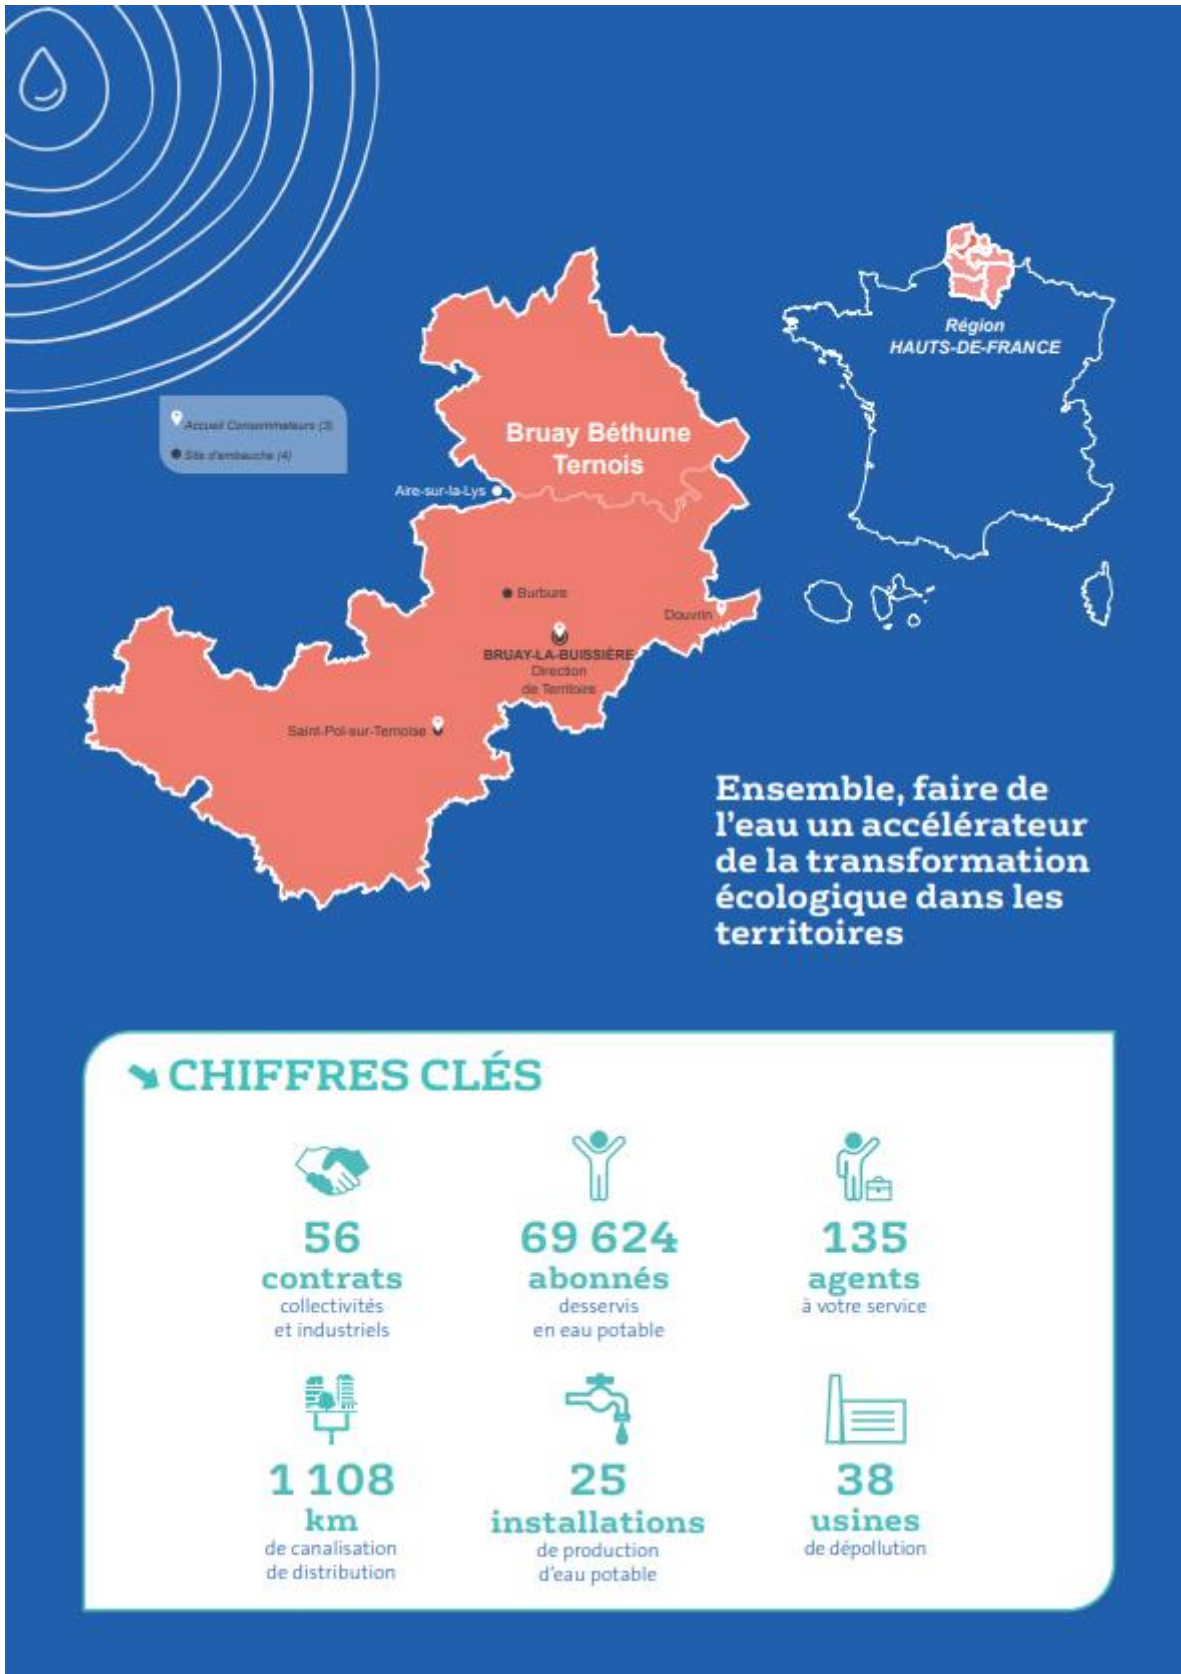 Région
HAUTS-DE-FRANCE
Accueil Consommateurs (3)
Site d'embauche (4)
Bruay Béthune
Ternois
Aire-sur-la-Lys
Burbure
Douvrin
BRUAY-LA-BUISSIÈRE
Direction
de Territoire
Saint-Pol-sur-Ternoise
Ensemble, faire de
l'eau un accélérateur
de la transformation
écologique dans les
territoires
CHIFFRES CLÉS
56
contrats
collectivités
et industriels
69 624
abonnés
desservis
en eau potable
135
agents
à votre service
1 108
km
de canalisation
de distribution
25
installations
de production
d'eau potable
38
usines
de dépollution